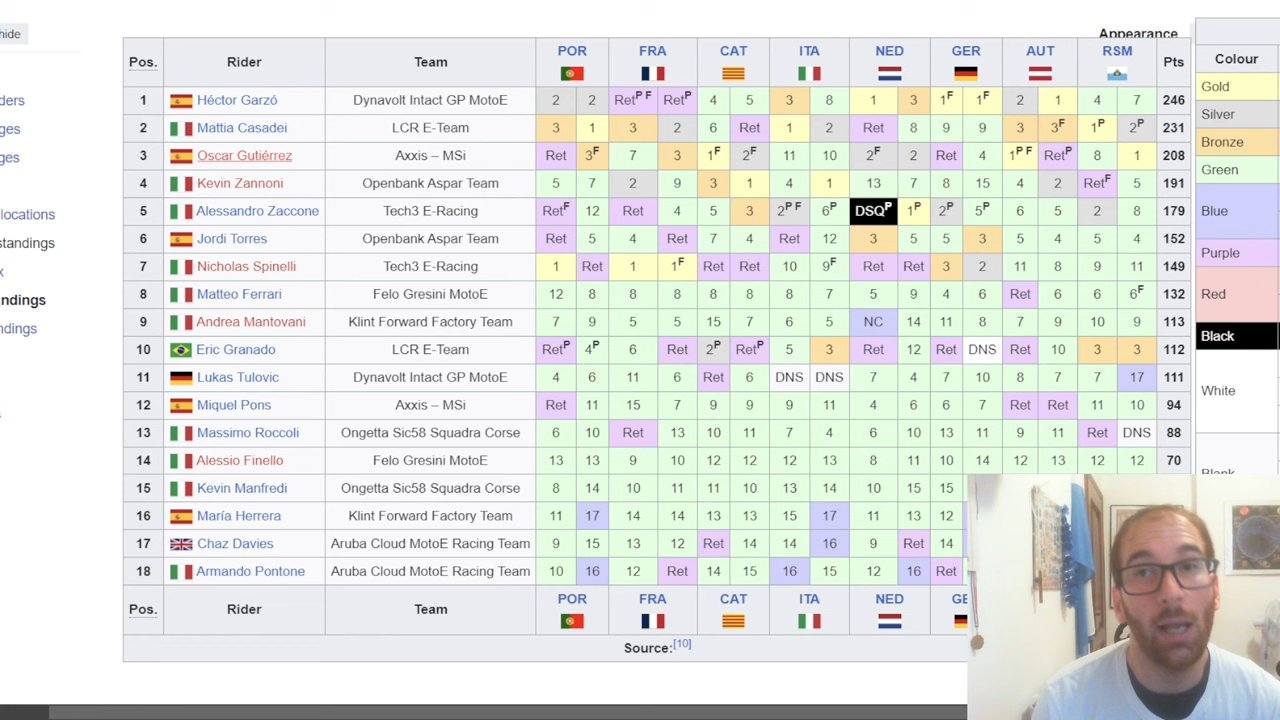 hide
Appearance
Pos. Rider Team POR FRA CAT ITA NED GER AUT RSM Pts
1 Héctor Garzó Dynavolt Intact GP MotoE 2 2 Ret P F Ret P 4 5 3 8 1 3 1 F 1 F 2 1 4 7 246
2 Mattia Casadei LCR E-Team 3 1 3 2 6 Ret 1 2 Ret 8 9 9 3 3 F 1 P 2 P 231
3 Oscar Gutiérrez Axxis – MSi Ret 3 F 7 3 1 F 2 F 11 10 2 F 2 Ret 4 1 P F Ret P 8 1 208
4 Kevin Zannoni Openbank Aspar Team 5 7 2 9 3 1 4 1 13 7 8 15 4 2 Ret F 5 191
5 Alessandro Zaccone Tech3 E-Racing Ret F 12 Ret 4 5 3 2 P F 6 P DSQ P 1 P 2 P 5 P 6 5 2 8 179
6 Jordi Torres Openbank Aspar Team Ret 5 4 Ret 7 4 Ret 12 3 5 5 3 5 4 5 4 152
7 Nicholas Spinelli Tech3 E-Racing 1 Ret 1 1 F Ret Ret 10 9 F Ret Ret 3 2 11 8 9 11 149
8 Matteo Ferrari Felo Gresini MotoE 12 8 8 8 8 8 8 7 5 9 4 6 Ret 6 6 6 F 132
9 Andrea Mantovani Klint Forward Factory Team 7 9 5 5 15 7 6 5 NC 14 11 8 7 9 10 9 113
10 Eric Granado LCR E-Team Ret P 4 P 6 Ret 2 P Ret P 5 3 Ret 12 Ret DNS Ret 10 3 3 112
11 Lukas Tulovic Dynavolt Intact GP MotoE 4 6 11 6 Ret 6 DNS DNS 7 4 7 10 8 7 7 17 111
12 Miquel Pons Axxis – MSi Ret 11 15 7 9 9 9 11 4 6 6 7 Ret Ret 11 10 94
13 Massimo Roccoli Ongetta Sic58 Squadra Corse 6 10 Ret 13 10 11 7 4 6 10 13 11 9 11 Ret DNS 88
14 Alessio Finello Felo Gresini MotoE 13 13 9 10 12 12 12 13 8 11 10 14 12 13 12 12 70
15 Kevin Manfredi Ongetta Sic58 Squadra Corse 8 14 10 11 11 10 13 14 10 15 15
16 María Herrera Klint Forward Factory Team 11 17 14 14 13 13 15 17 11 13 12
17 Chaz Davies Aruba Cloud MotoE Racing Team 9 15 13 12 Ret 14 14 16 9 Ret 14
18 Armando Pontone Aruba Cloud MotoE Racing Team 10 16 12 Ret 14 15 16 15 12 16 Ret
Pos. Rider Team POR FRA CAT ITA NED
Source:[10]
Colour
Gold
Silver
Bronze
Green
Blue
Purple
Red
Black
White